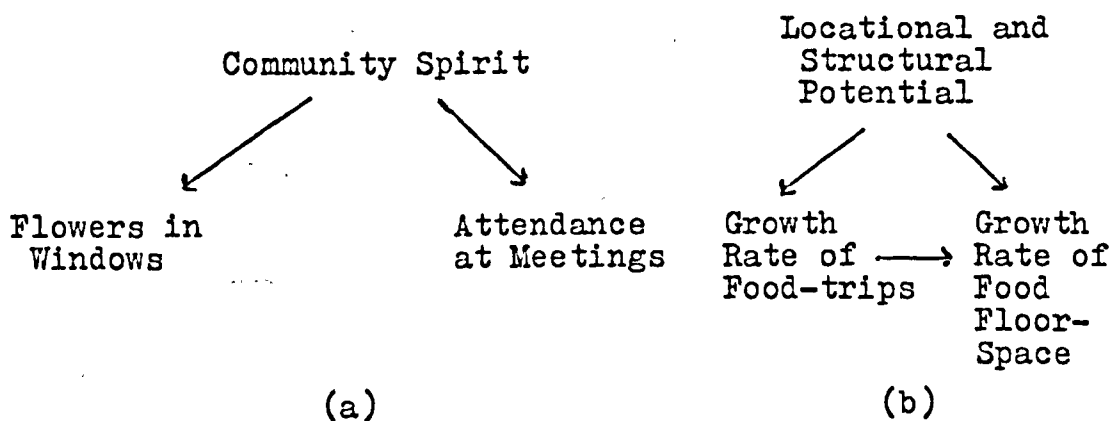 Community Spirit
Flowers in
Windows
Attendance
at Meetings
(a)
Locational and
Structural
Potential
Growth
Rate of
Food-trips
Growth
Rate of
Food
Floor-
Space
(b)